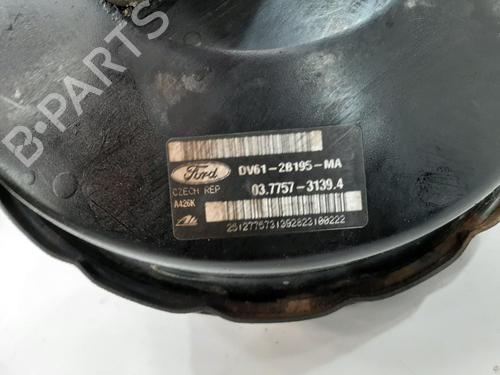 B-PARTS
Ford
DV61-2B195-MA
CZECH REP
03.7757-3139.4
A426K
2512775731392823100222